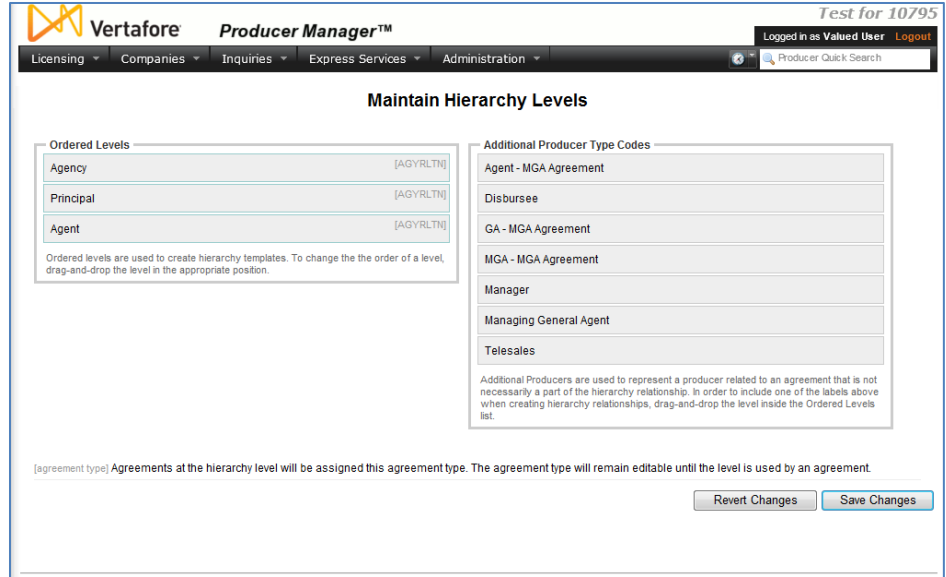 Test for 10795
Vertafore Producer Manager™
Logged in as Valued User Logout
Licensing Companies Inquiries Express Services Administration
Producer Quick Search
Maintain Hierarchy Levels
Ordered Levels
Agency [AGYRLTN]
Principal [AGYRLTN]
Agent [AGYRLTN]
Ordered levels are used to create hierarchy templates. To change the the order of a level,
drag-and-drop the level in the appropriate position.
Additional Producer Type Codes
Agent - MGA Agreement
Disbursee
GA - MGA Agreement
MGA - MGA Agreement
Manager
Managing General Agent
Telesales
Additional Producers are used to represent a producer related to an agreement that is not
necessarily a part of the hierarchy relationship. In order to include one of the labels above
when creating hierarchy relationships, drag-and-drop the level inside the Ordered Levels
list.
[agreement type] Agreements at the hierarchy level will be assigned this agreement type. The agreement type will remain editable until the level is used by an agreement.
Revert Changes Save Changes